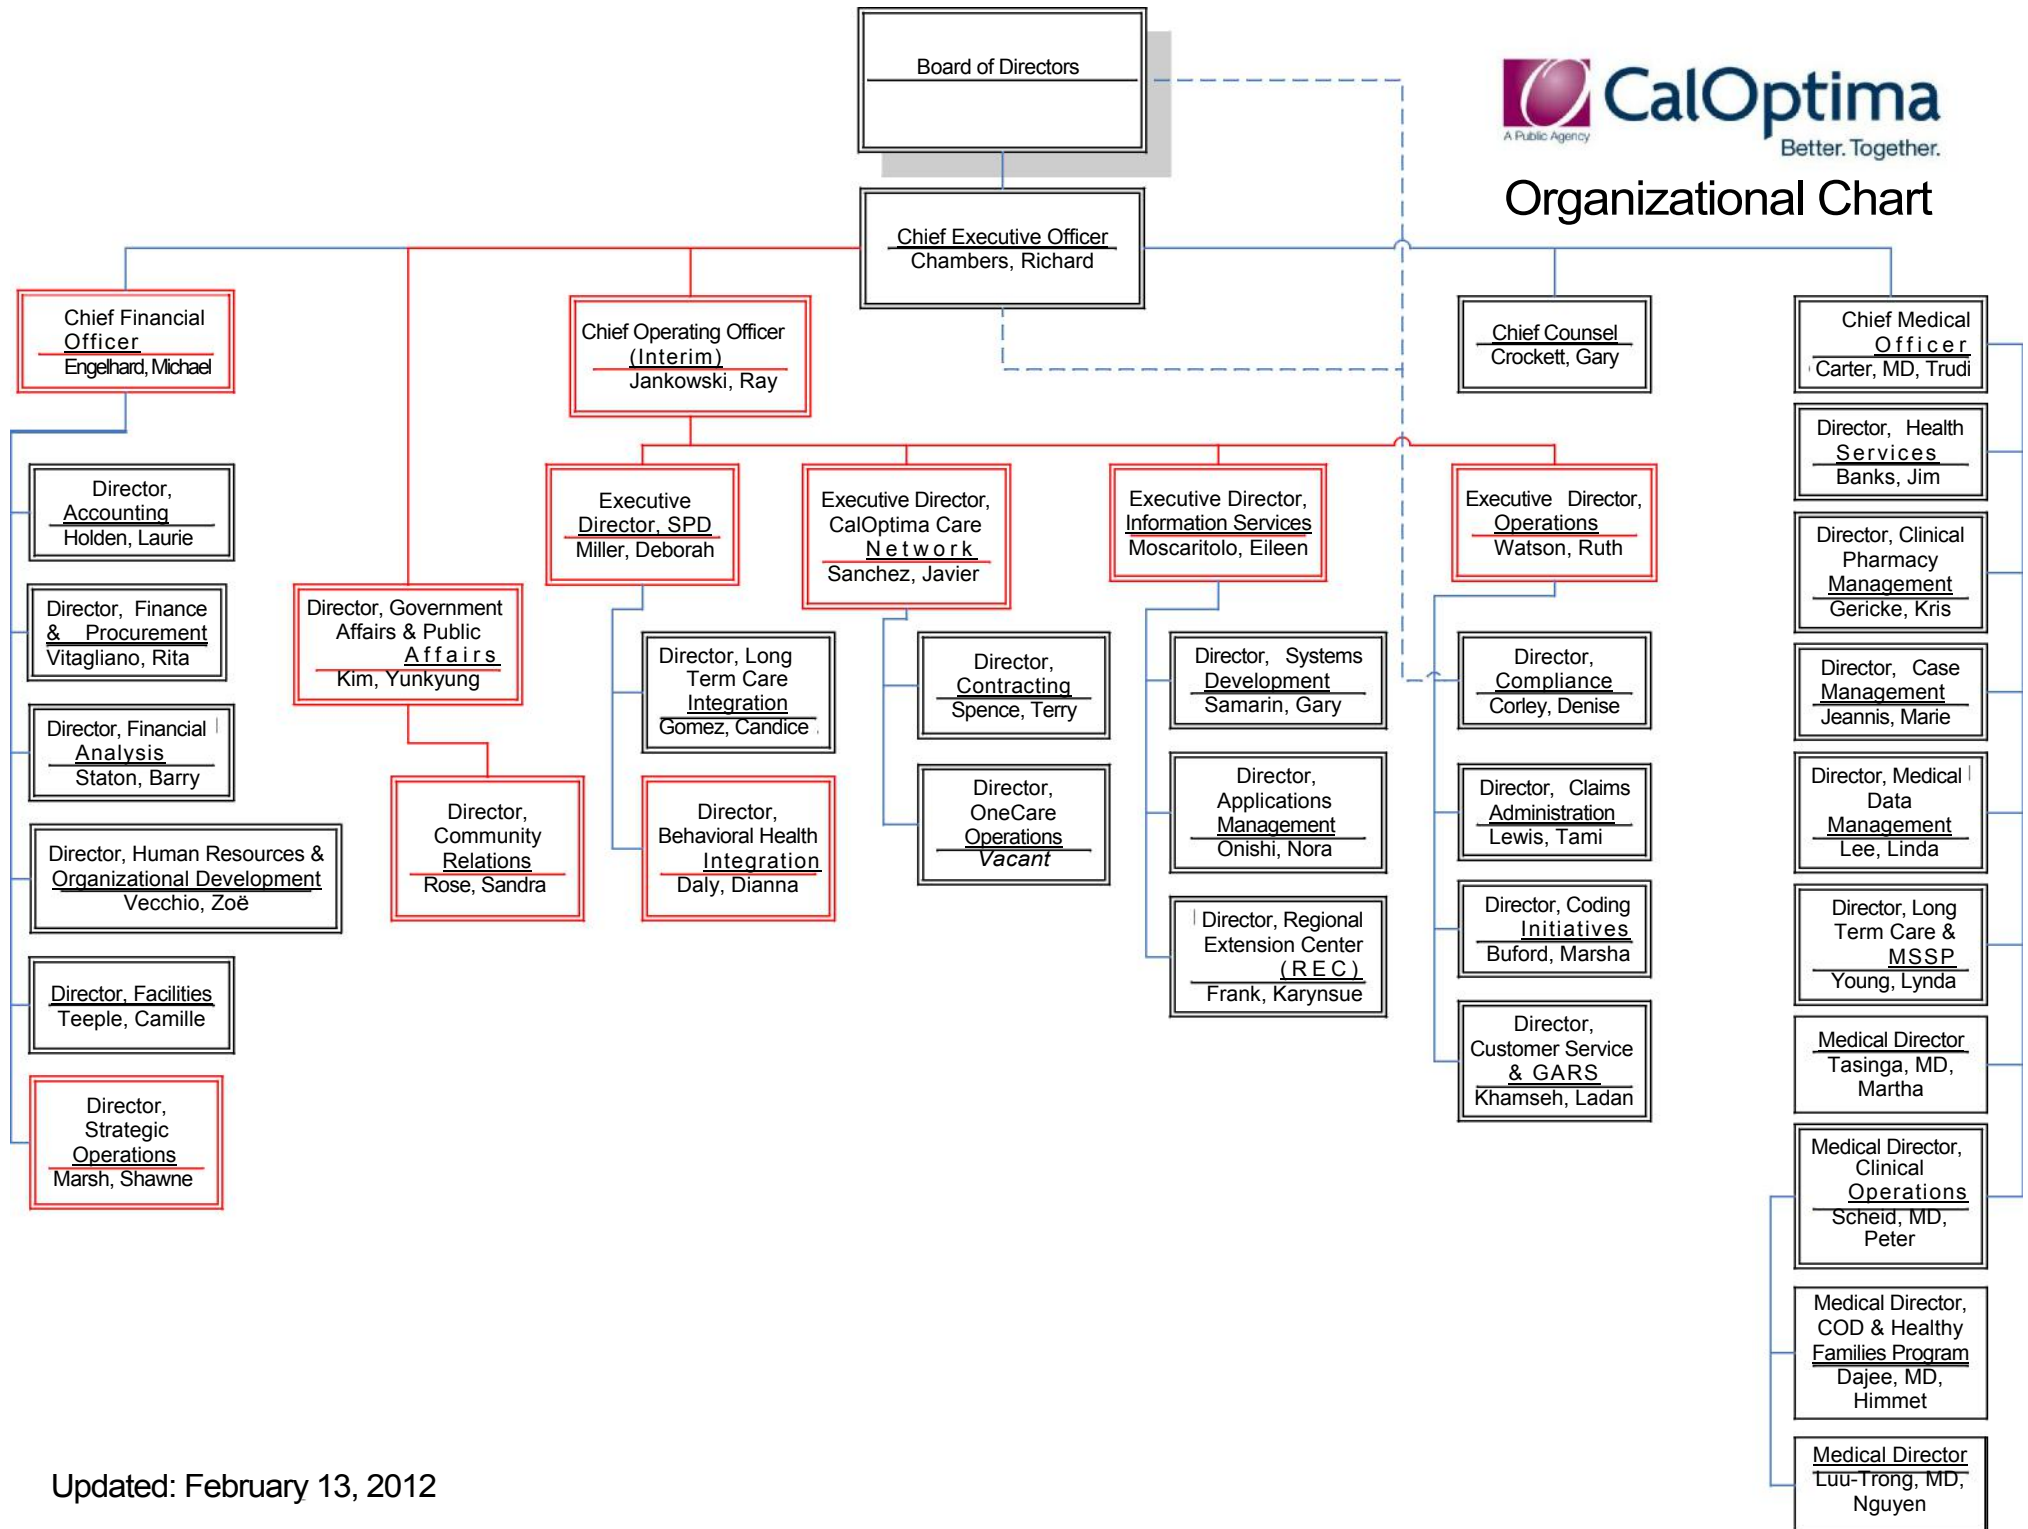 Board of Directors
CalOptima
A Public Agency
Better. Together.
Organizational Chart
Chief Executive Officer
Chambers, Richard
Chief Financial
Officer
Engelhard, Michael
Chief Operating Officer
(Interim)
Jankowski, Ray
Chief Counsel
Crockett, Gary
Chief Medical
Officer
Carter, MD, Trudi
Director, Accounting
Holden, Laurie
Director, Finance
& Procurement
Vitagliano, Rita
Director, Financial
Analysis
Staton, Barry
Director, Human Resources &
Organizational Development
Vecchio, Zoë
Director, Facilities
Teeple, Camille
Director,
Strategic
Operations
Marsh, Shawne
Director, Government
Affairs & Public
Affairs
Kim, Yunkyung
Director,
Community
Relations
Rose, Sandra
Executive
Director, SPD
Miller, Deborah
Director, Long
Term Care
Integration
Gomez, Candice
Director,
Behavioral Health
Integration
Daly, Dianna
Executive Director,
CalOptima Care
Network
Sanchez, Javier
Director,
Contracting
Spence, Terry
Director,
OneCare
Operations
Vacant
Executive Director,
Information Services
Moscaritolo, Eileen
Director, Systems
Development
Samarin, Gary
Director,
Applications
Management
Onishi, Nora
Director, Regional
Extension Center
(REC)
Frank, Karynsue
Executive Director,
Operations
Watson, Ruth
Director,
Compliance
Corley, Denise
Director, Claims
Administration
Lewis, Tami
Director, Coding
Initiatives
Buford, Marsha
Director,
Customer Service
& GARS
Khamseh, Ladan
Director, Health
Services
Banks, Jim
Director, Clinical
Pharmacy
Management
Gericke, Kris
Director, Case
Management
Jeannis, Marie
Director, Medical
Data
Management
Lee, Linda
Director, Long
Term Care &
MSSP
Young, Lynda
Medical Director
Tasinga, MD,
Martha
Medical Director,
Clinical
Operations
Scheid, MD,
Peter
Medical Director,
COD & Healthy
Families Program
Dajee, MD,
Himmet
Medical Director
Luu-Trong, MD,
Nguyen
Updated: February 13, 2012